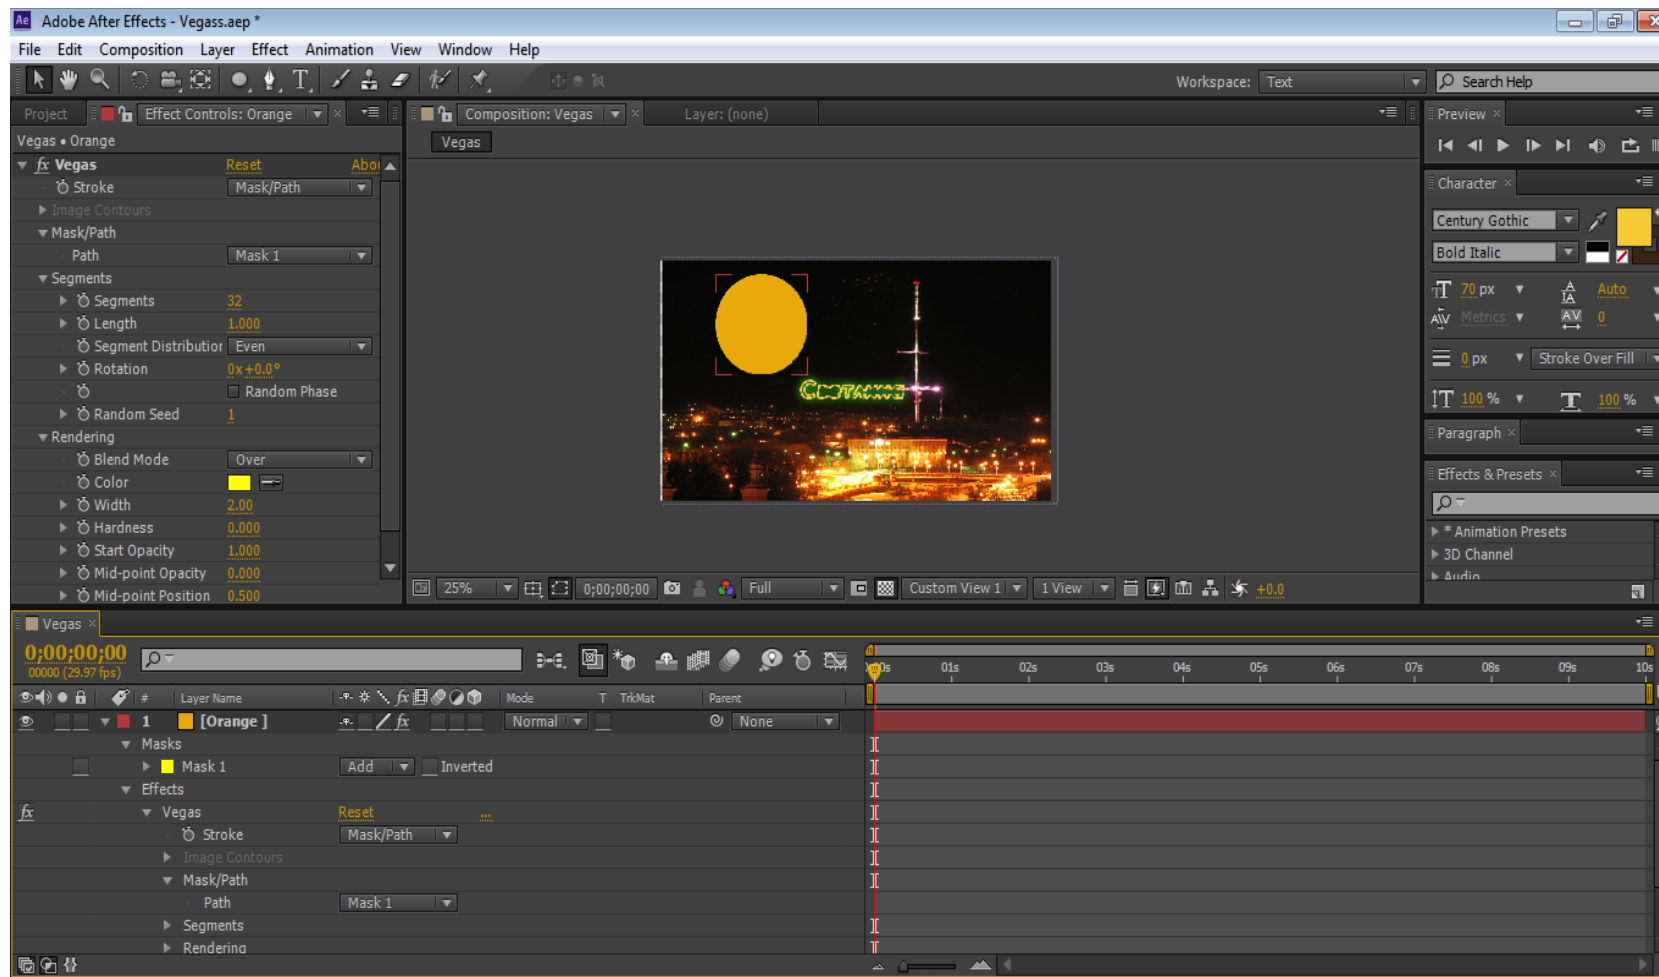 Ae Adobe After Effects - Vegass.aep *
File Edit Composition Layer Effect Animation View Window Help
T Workspace: Text Search Help
Project Effect Controls: Orange × Composition: Vegas × Layer: (none) Preview ×
Vegas • Orange Vegas
fx Vegas Reset
Stroke Mask/Path Character ×
Image Contours
Mask/Path Century Gothic
Path Mask 1 Bold Italic
Segments
Segments 32 70 px Auto
Length 1.000 Metrics 0
Segment Distribution Even 0 px Stroke Over Fill
Rotation 0x+0.0°
Random Phase 100 % 100 %
Random Seed 1
Rendering Paragraph ×
Blend Mode Over
Color Effects & Presets ×
Width 2.00
Hardness 0.000 * Animation Presets
Start Opacity 1.000 3D Channel
Mid-point Opacity 0.000 Audio
Mid-point Position 0.500 25% 0;00;00;00 Full Custom View 1 1 View +0.0
Vegas ×
0;00;00;00
00000 (29.97 fps) 01s 02s 03s 04s 05s 06s 07s 08s 09s 10s
# Layer Name fx Mode T TrkMat Parent
1 [Orange ] fx Normal None
Masks
Mask 1 Add Inverted
Effects
fx Vegas Reset ...
Stroke Mask/Path
Image Contours
Mask/Path
Path Mask 1
Segments
Rendering